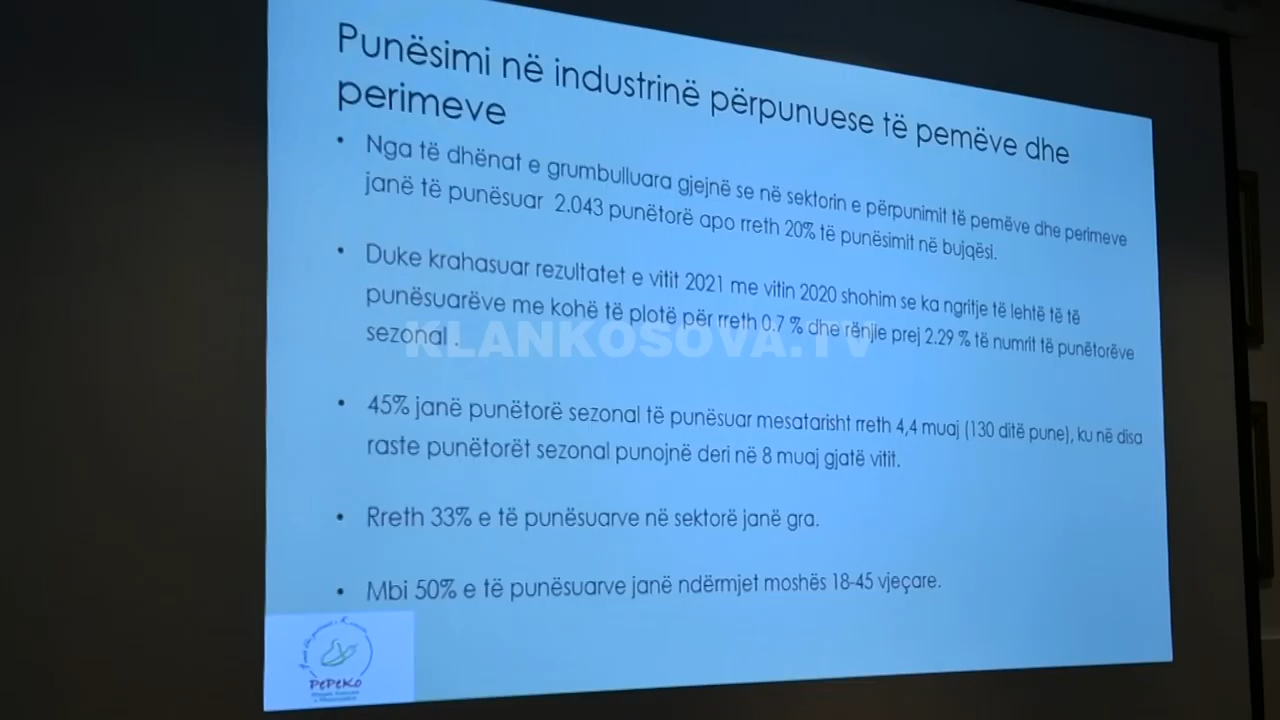 Punësimi në industrinë përpunuese të pemëve dhe
perimeve
• Nga të dhënat e grumbulluara gjejnë se në sektorin e përpunimit të pemëve dhe perimeve
janë të punësuar 2.043 punëtorë apo rreth 20% të punësimit në bujqësi.
• Duke krahasuar rezultatet e vitit 2021 me vitin 2020 shohim se ka ngritje të lehtë të të
punësuarëve me kohë të plotë për rreth 0.7 % dhe rënjie prej 2.29 % të numrit të punëtorëve
sezonal .
KLANKOSOVA.TV
• 45% janë punëtorë sezonal të punësuar mesatarisht rreth 4,4 muaj (130 ditë pune), ku në disa
raste punëtorët sezonal punojnë deri në 8 muaj gjatë vitit.
• Rreth 33% e të punësuarve në sektorë janë gra.
• Mbi 50% e të punësuarve janë ndërmjet moshës 18-45 vjeçare.
PePeKo